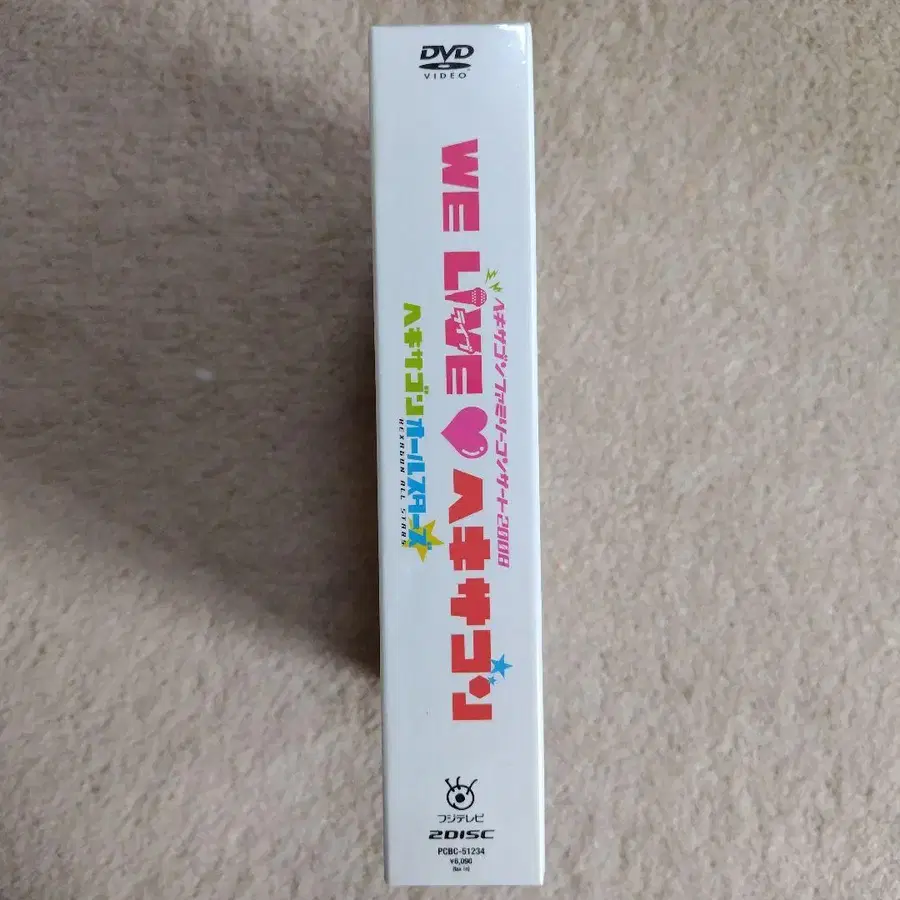 DVD
VIDEO
ヘキサゴンファミリーコンサート2008
WE LIVE♥ヘキサゴン
ライブ
ヘキサゴンオールスターズ
HEXAGON ALL STARS
フジテレビ
2DISC
PCBC-51234
¥6,090
(tax in)